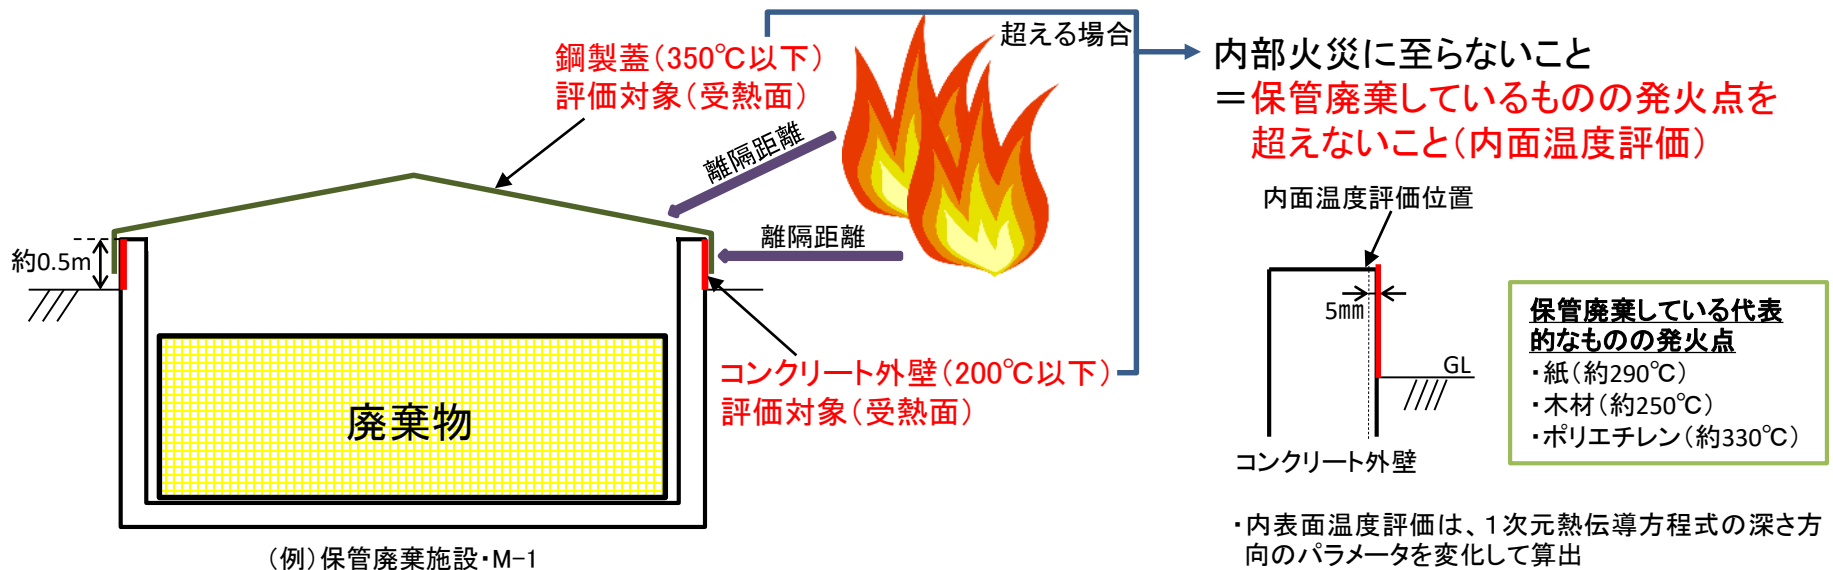 超える場合
鋼製蓋（350℃以下）
評価対象（受熱面）
離隔距離
離隔距離
約0.5m
コンクリート外壁（200℃以下）
評価対象（受熱面）
廃棄物
（例）保管廃棄施設・M-1
内部火災に至らないこと
＝保管廃棄しているものの発火点を
超えないこと（内面温度評価）
内面温度評価位置
5㎜
GL
コンクリート外壁
保管廃棄している代表
的なものの発火点
・紙（約290℃）
・木材（約250℃）
・ポリエチレン（約330℃）
・内表面温度評価は、１次元熱伝導方程式の深さ方
向のパラメータを変化して算出